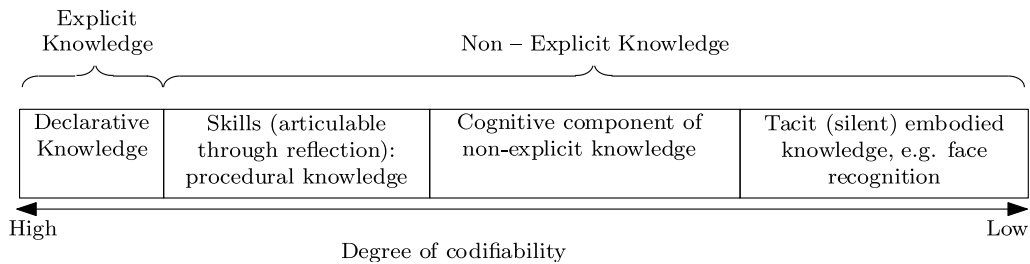 Explicit
Knowledge
Non – Explicit Knowledge
Declarative
Knowledge
Skills (articulable
through reflection):
procedural knowledge
Cognitive component of
non-explicit knowledge
Tacit (silent) embodied
knowledge, e.g. face
recognition
High
Low
Degree of codifiability